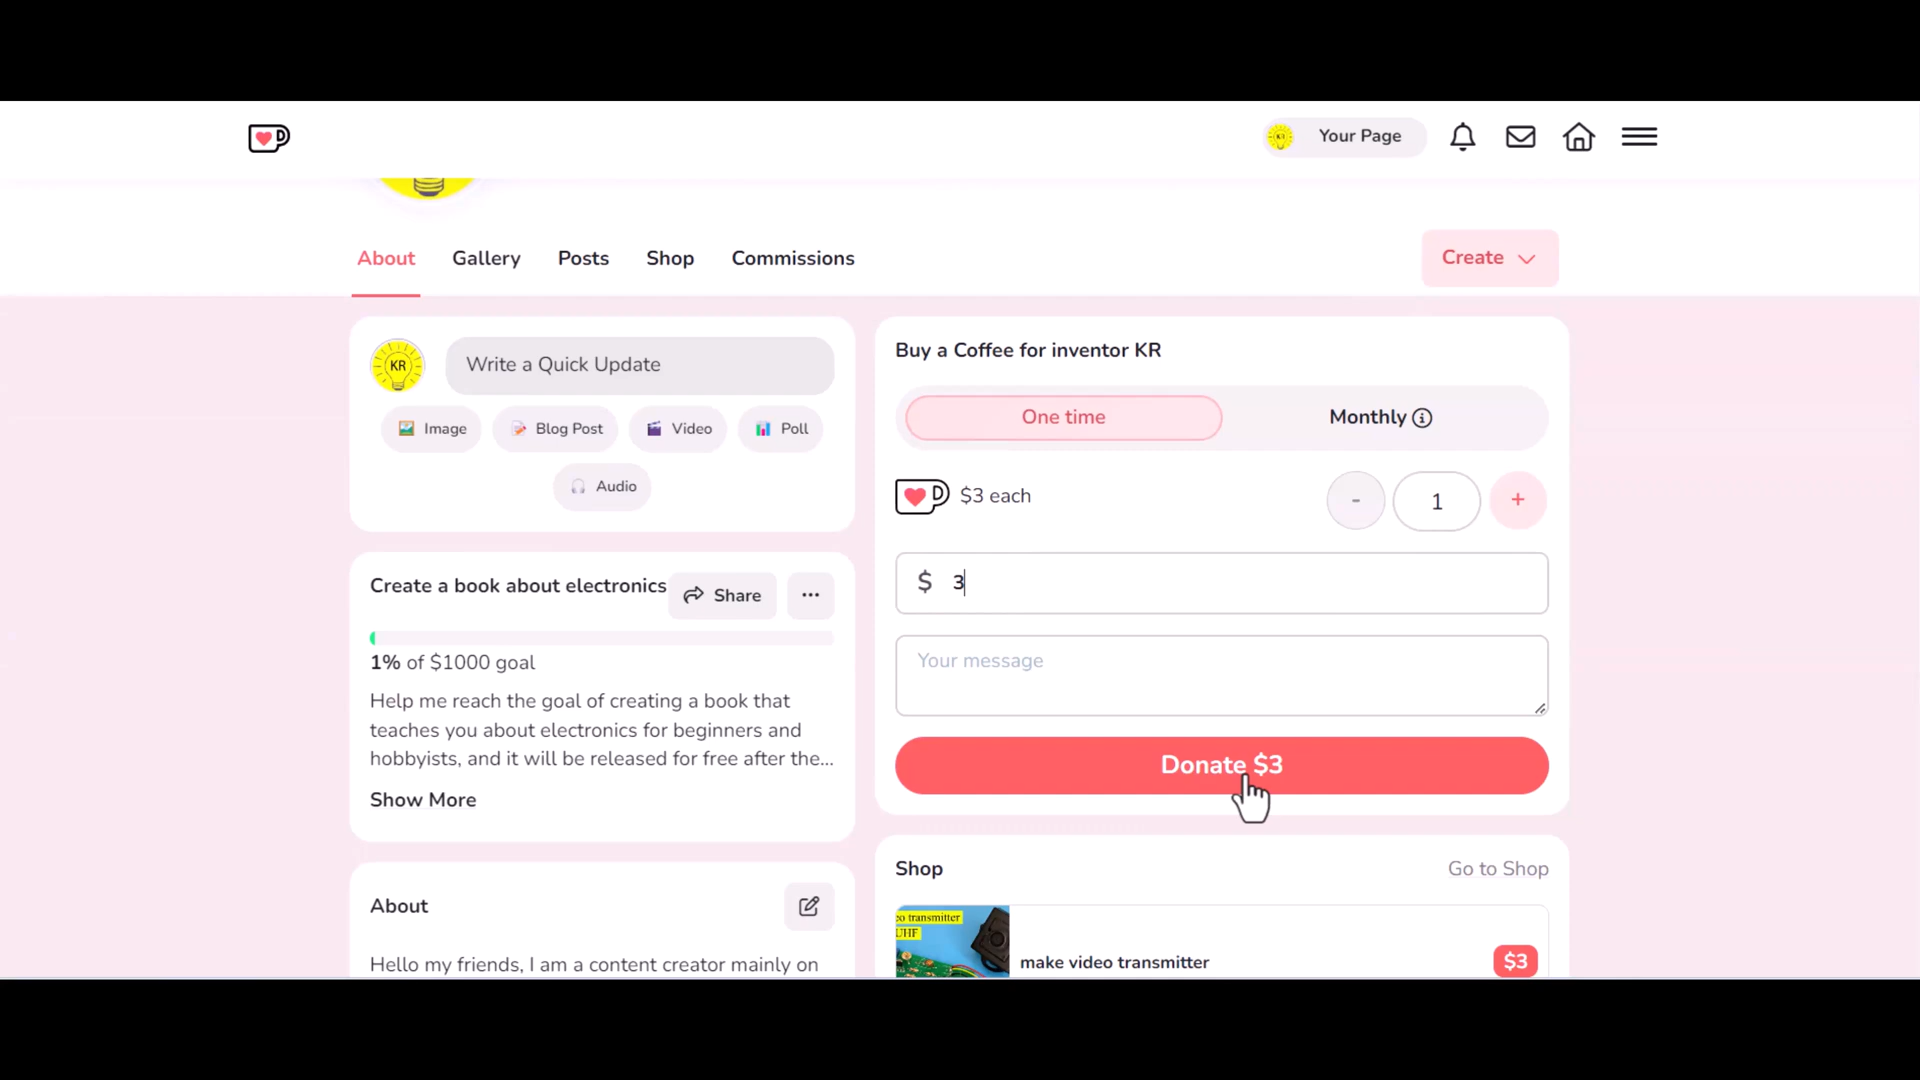 Your Page
About Gallery Posts Shop Commissions
Create
KR
Write a Quick Update
Image Blog Post Video Poll
Audio
Create a book about electronics
Share
1% of $1000 goal
Help me reach the goal of creating a book that
teaches you about electronics for beginners and
hobbyists, and it will be released for free after the...
Show More
About
Hello my friends, I am a content creator mainly on
Buy a Coffee for inventor KR
One time Monthly
$3 each
- 1 +
$ 3
Your message
Donate $3
Shop Go to Shop
eo transmitter
UHF
make video transmitter $3